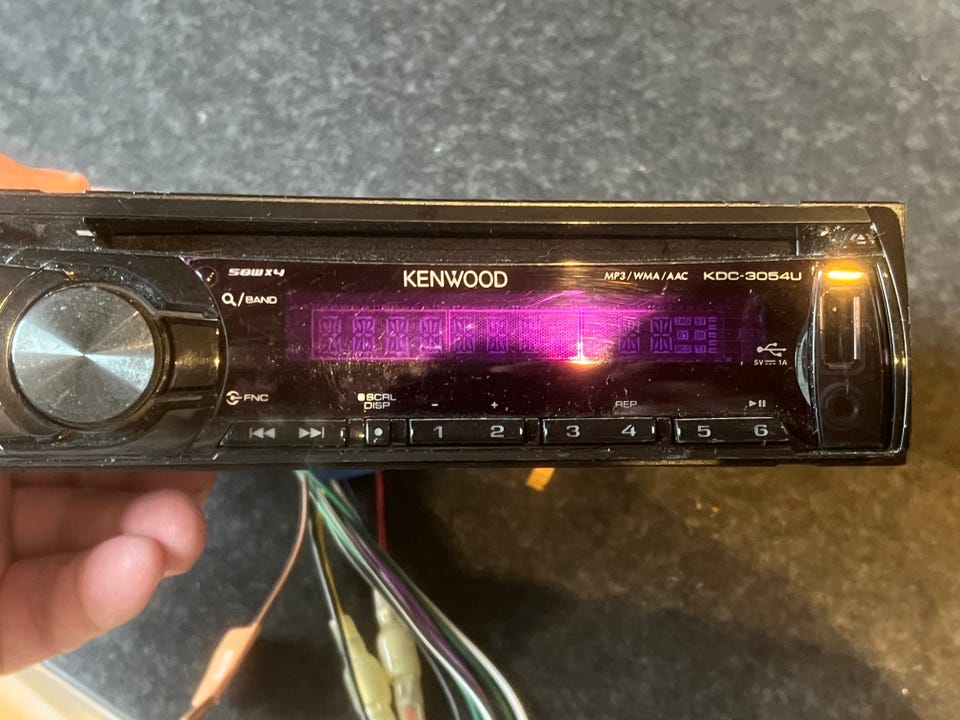 50W x4
KENWOOD
MP3/WMA/AAC KDC-3054U
/BAND
5V 1A
FNC
SCRL
DISP
- +
REP
1 2 3 4 5 6